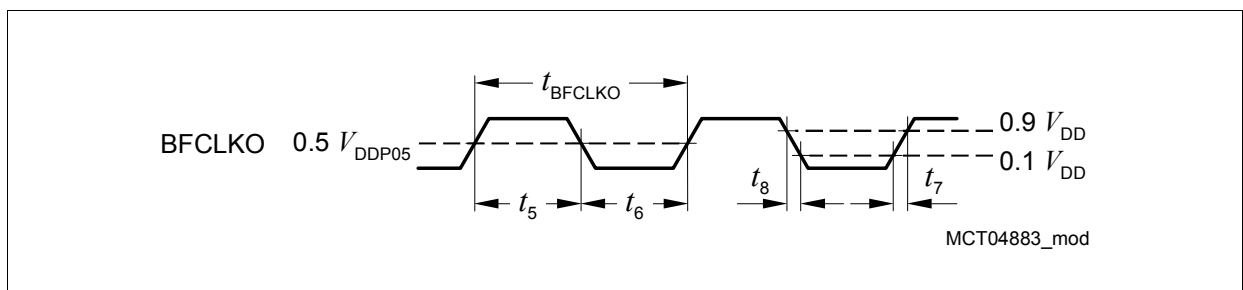 tBFCLKO
BFCLKO 0.5 VDDP05
0.9 VDD
0.1 VDD
t5 t6 t8 t7
MCT04883_mod